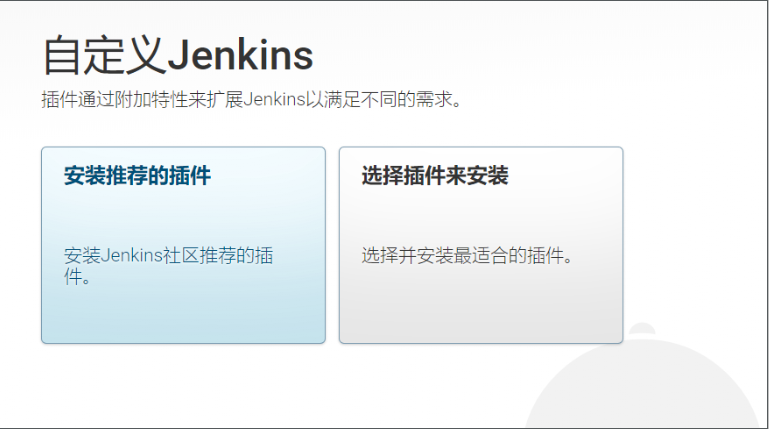 自定义Jenkins
插件通过附加特性来扩展Jenkins以满足不同的需求。
安装推荐的插件
安装Jenkins社区推荐的插
件。
选择插件来安装
选择并安装最适合的插件。